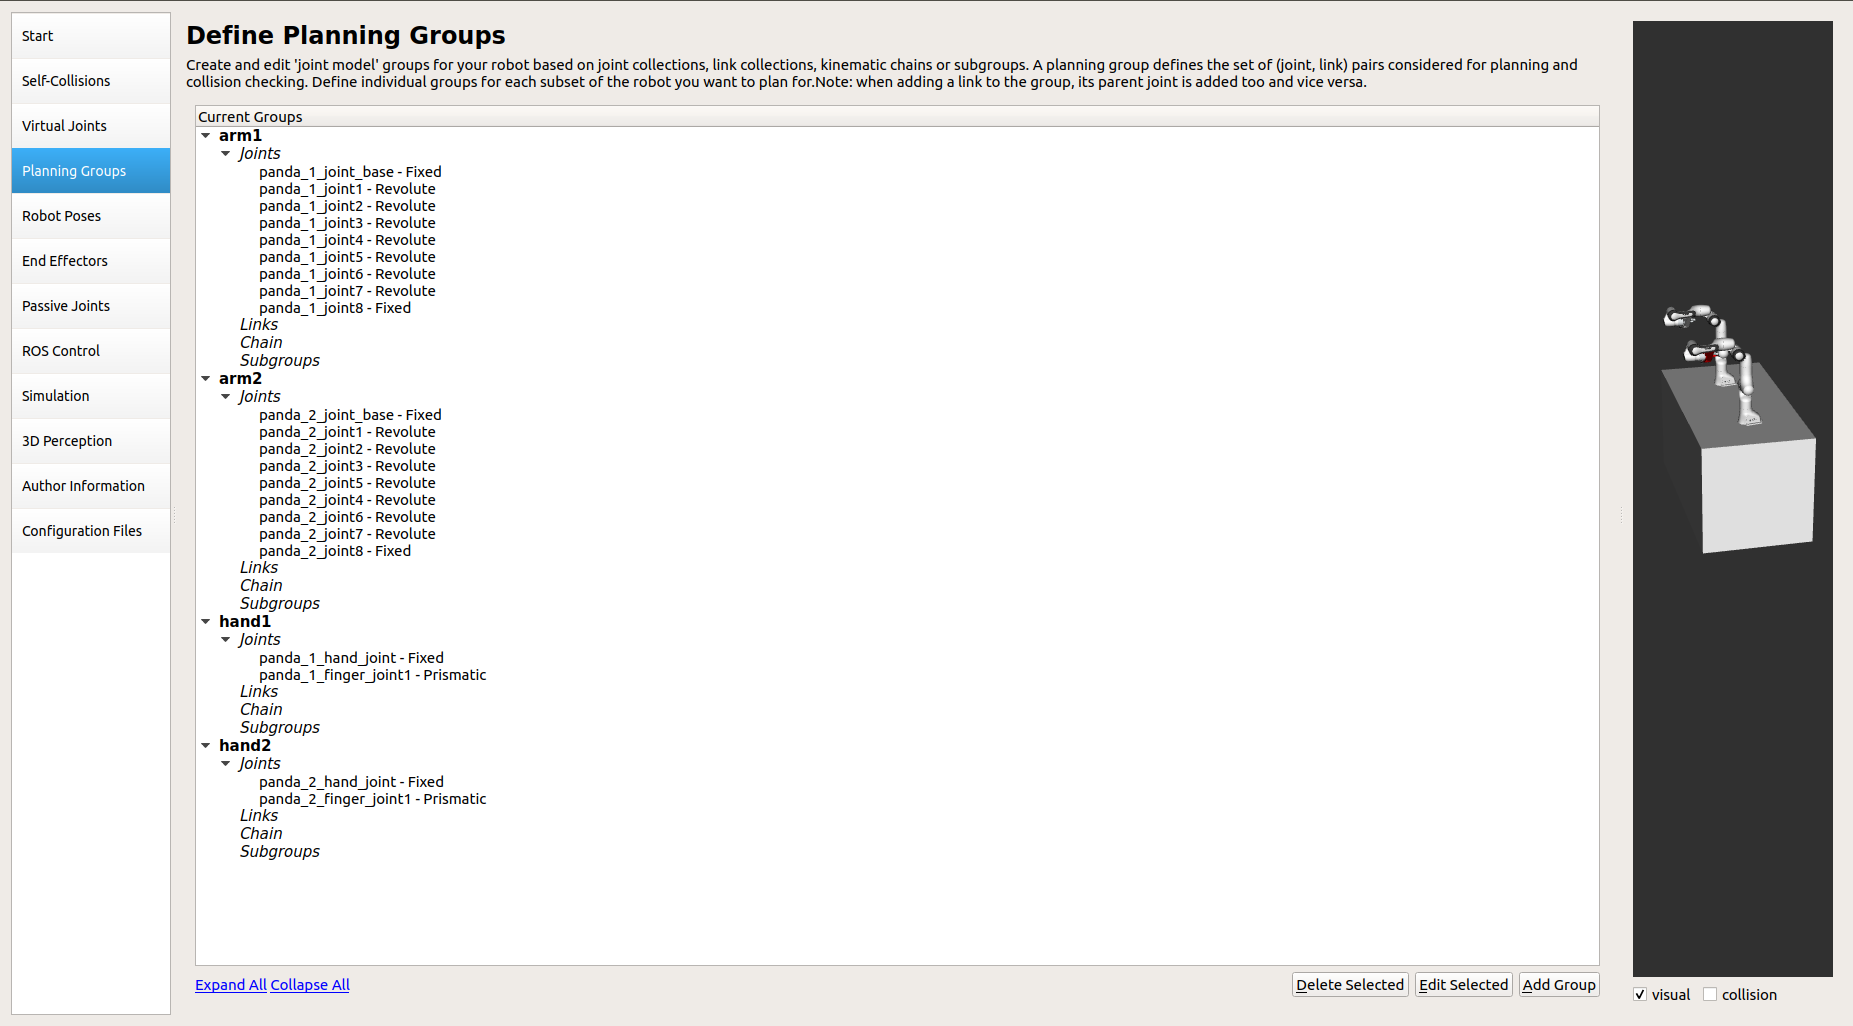 Start
Self-Collisions
Virtual Joints
Planning Groups
Robot Poses
End Effectors
Passive Joints
ROS Control
Simulation
3D Perception
Author Information
Configuration Files
Define Planning Groups
Create and edit 'joint model' groups for your robot based on joint collections, link collections, kinematic chains or subgroups. A planning group defines the set of (joint, link) pairs considered for planning and
collision checking. Define individual groups for each subset of the robot you want to plan for.Note: when adding a link to the group, its parent joint is added too and vice versa.
Current Groups
arm1
Joints
panda_1_joint_base - Fixed
panda_1_joint1 - Revolute
panda_1_joint2 - Revolute
panda_1_joint3 - Revolute
panda_1_joint4 - Revolute
panda_1_joint5 - Revolute
panda_1_joint6 - Revolute
panda_1_joint7 - Revolute
panda_1_joint8 - Fixed
Links
Chain
Subgroups
arm2
Joints
panda_2_joint_base - Fixed
panda_2_joint1 - Revolute
panda_2_joint2 - Revolute
panda_2_joint3 - Revolute
panda_2_joint5 - Revolute
panda_2_joint4 - Revolute
panda_2_joint6 - Revolute
panda_2_joint7 - Revolute
panda_2_joint8 - Fixed
Links
Chain
Subgroups
hand1
Joints
panda_1_hand_joint - Fixed
panda_1_finger_joint1 - Prismatic
Links
Chain
Subgroups
hand2
Joints
panda_2_hand_joint - Fixed
panda_2_finger_joint1 - Prismatic
Links
Chain
Subgroups
Expand All Collapse All
Delete Selected
Edit Selected
Add Group
visual
collision